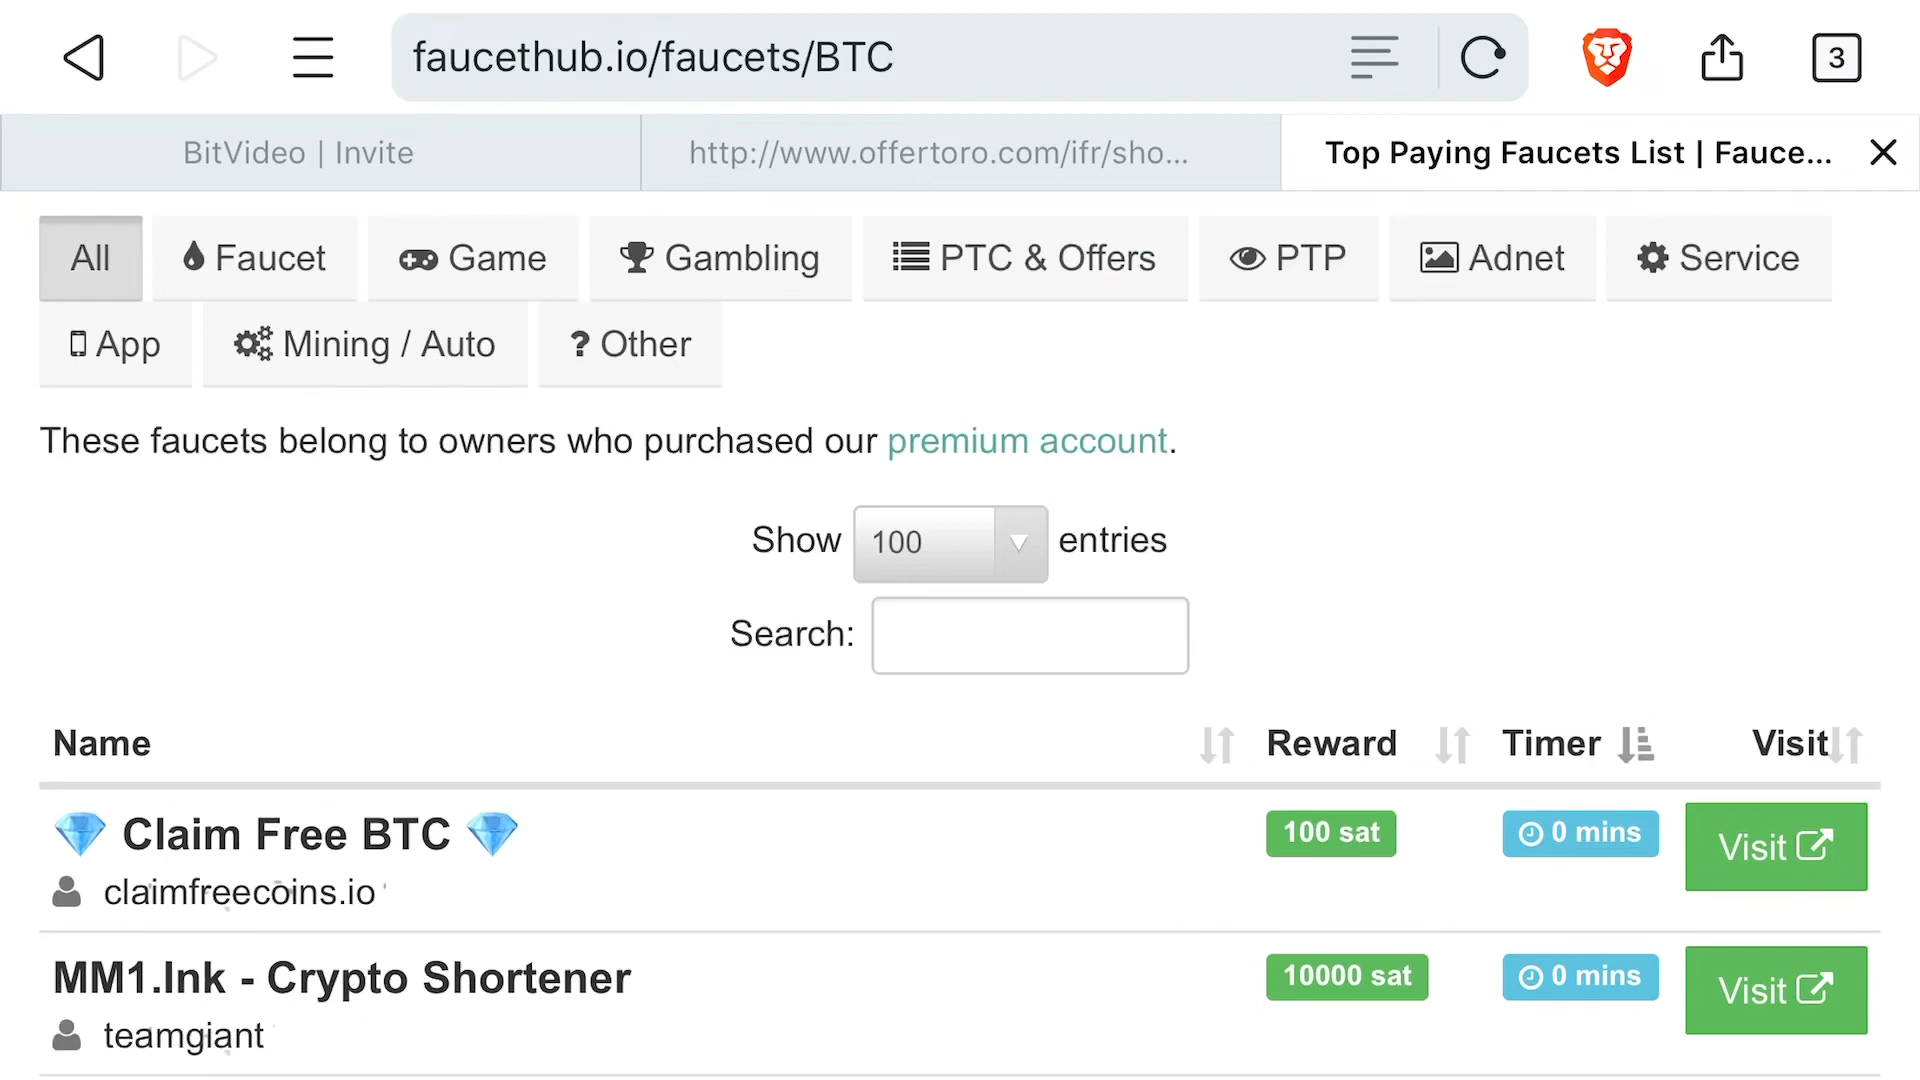 faucethub.io/faucets/BTC
3
BitVideo | Invite
http://www.offertoro.com/ifr/sho...
Top Paying Faucets List | Fauce...
All Faucet Game Gambling PTC & Offers PTP Adnet Service
App Mining / Auto ? Other
These faucets belong to owners who purchased our premium account.
Show 100 entries
Search:
Name Reward Timer Visit
Claim Free BTC 100 sat 0 mins Visit
claimfreecoins.io
MM1.Ink - Crypto Shortener 10000 sat 0 mins Visit
teamgiant